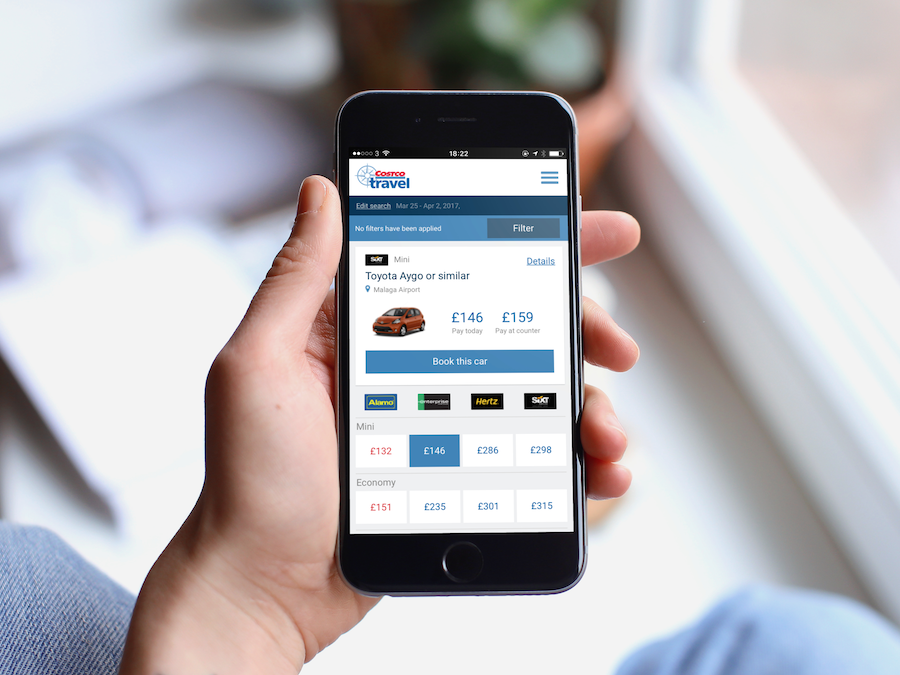 3 18:22
COSTCO
travel
Edit search Mar 25 - Apr 2, 2017,
No filters have been applied Filter
SIXT Mini Details
Toyota Aygo or similar
Malaga Airport
£146 £159
Pay today Pay at counter
Book this car
Alamo enterprise Hertz SIXT
Mini
£132 £146 £286 £298
Economy
£151 £235 £301 £315